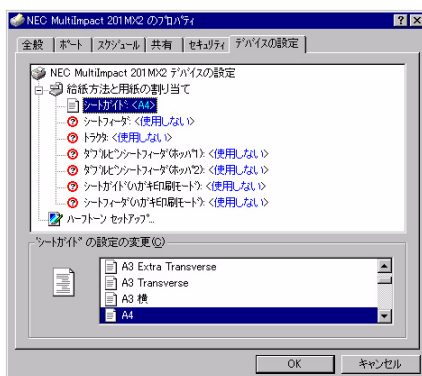 NEC MultiImpact 201MX2 のプロパティ
全般 ポート スケジュール 共有 セキュリティ デバイスの設定
NEC MultiImpact 201MX2 デバイスの設定
給紙方法と用紙の割り当て
シートガイド: <A4>
シートフィーダ: <使用しない>
トラクタ: <使用しない>
ダブルビンシートフィーダ(ホッパ1): <使用しない>
ダブルビンシートフィーダ(ホッパ2): <使用しない>
シートガイド(ハガキ印刷モード): <使用しない>
シートフィーダ(ハガキ印刷モード): <使用しない>
ハーフトーン セットアップ...
"シートガイド" の設定の変更(C)
A3 Extra Transverse
A3 Transverse
A3 横
A4
OK キャンセル